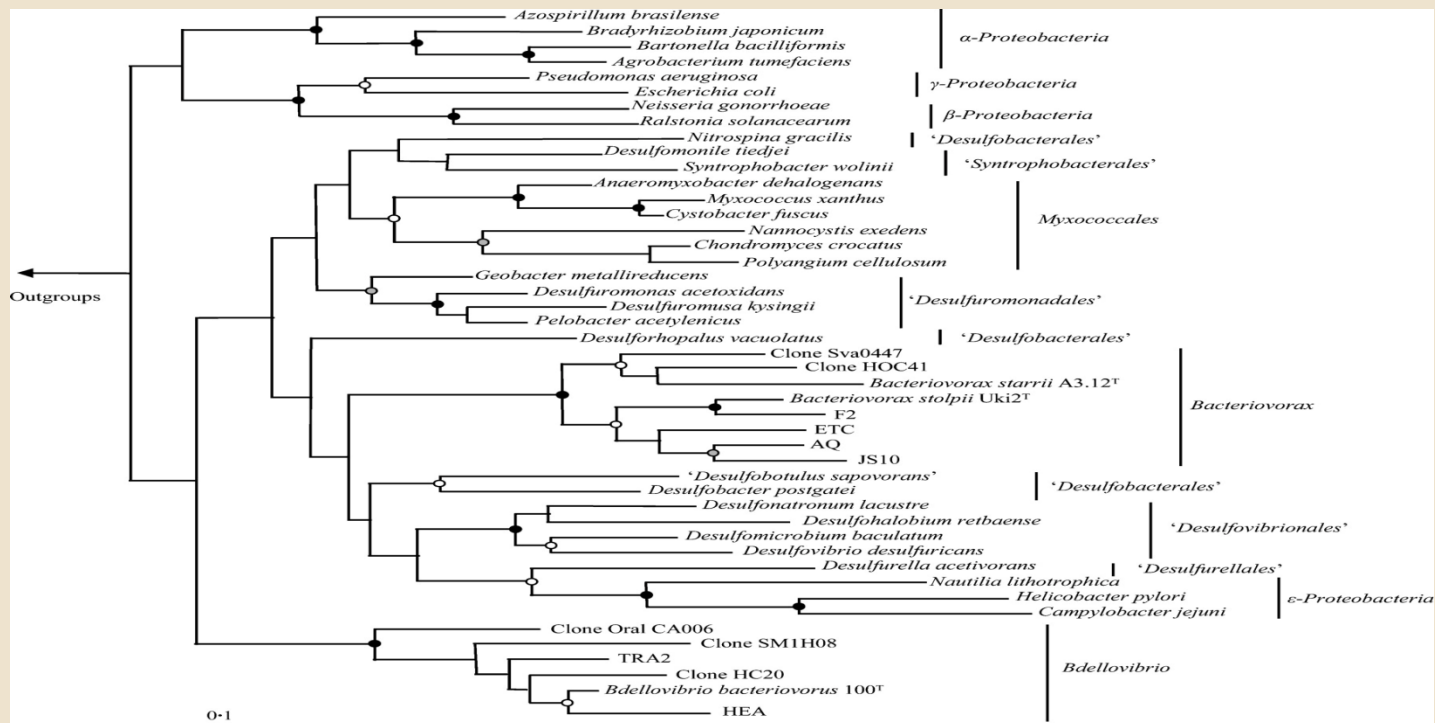 Azospirillum brasilense
Bradyrhizobium japonicum
α-Proteobacteria
Bartonella bacilliformis
Agrobacterium tumefaciens
Pseudomonas aeruginosa
γ-Proteobacteria
Escherichia coli
Neisseria gonorrhoeae
β-Proteobacteria
Ralstonia solanacearum
Nitrospina gracilis
‘Desulfobacterales’
Desulfomonile tiedjei
‘Syntrophobacterales’
Syntrophobacter wolinii
Anaeromyxobacter dehalogenans
Myxococcus xanthus
Cystobacter fuscus
Myxococcales
Nannocystis exedens
Chondromyces crocatus
Polyangium cellulosum
Geobacter metallireducens
Outgroups
Desulfuromonas acetoxidans
‘Desulfuromonadales’
Desulfuromusa kysingii
Pelobacter acetylenicus
Desulforhopalus vacuolatus
‘Desulfobacterales’
Clone Sva0447
Clone HOC41
Bacteriovorax starrii A3.12ᵀ
Bacteriovorax stolpii Uki2ᵀ
Bacteriovorax
F2
ETC
AQ
JS10
‘Desulfobotulus sapovorans’
‘Desulfobacterales’
Desulfobacter postgatei
Desulfonatronum lacustre
Desulfohalobium retbaense
‘Desulfovibrionales’
Desulfomicrobium baculatum
Desulfovibrio desulfuricans
Desulfurella acetivorans
‘Desulfurellales’
Nautilia lithotrophica
Helicobacter pylori
ε-Proteobacteria
Campylobacter jejuni
Clone Oral CA006
Clone SM1H08
TRA2
Bdellovibrio
Clone HC20
Bdellovibrio bacteriovorus 100ᵀ
HEA
0·1